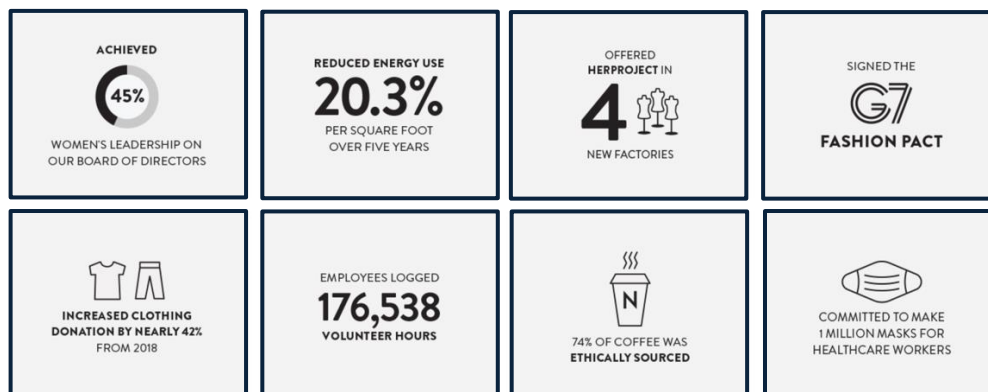 ACHIEVED
45%
WOMEN'S LEADERSHIP ON
OUR BOARD OF DIRECTORS
REDUCED ENERGY USE
20.3%
PER SQUARE FOOT
OVER FIVE YEARS
OFFERED
HERPROJECT IN
4
NEW FACTORIES
SIGNED THE
G7
FASHION PACT
INCREASED CLOTHING
DONATION BY NEARLY 42%
FROM 2018
EMPLOYEES LOGGED
176,538
VOLUNTEER HOURS
N
74% OF COFFEE WAS
ETHICALLY SOURCED
COMMITTED TO MAKE
1 MILLION MASKS FOR
HEALTHCARE WORKERS